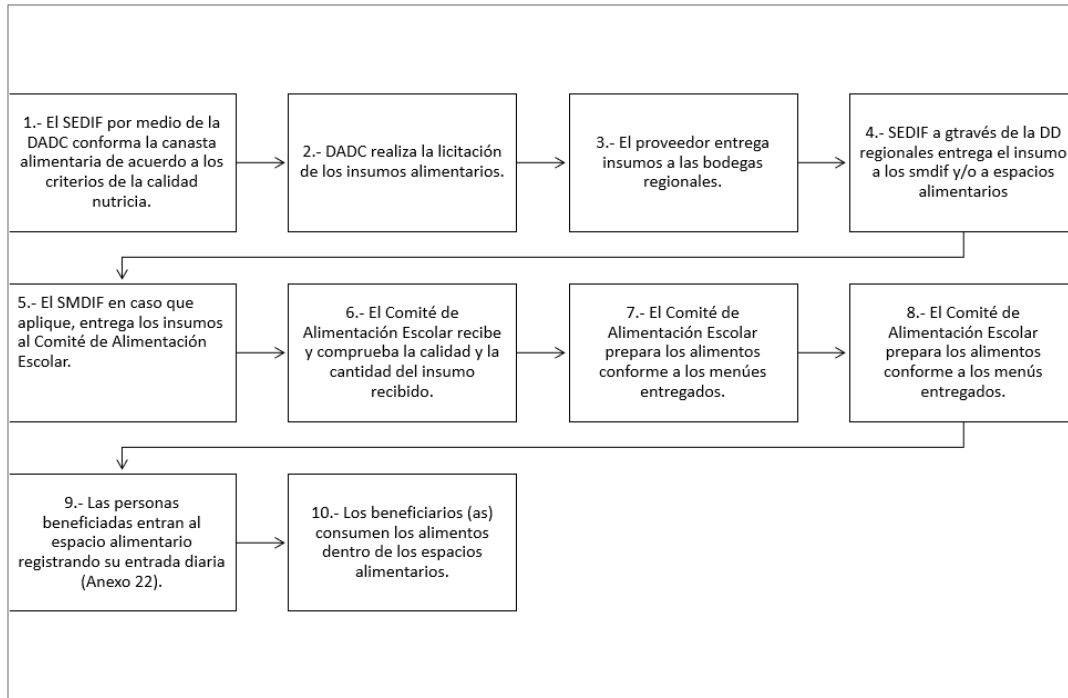 1.- El SEDIF por medio de la
DADC conforma la canasta
alimentaria de acuerdo a los
criterios de la calidad
nutricia.
2.- DADC realiza la licitación
de los insumos alimentarios.
3.- El proveedor entrega
insumos a las bodegas
regionales.
4.- SEDIF a gtravés de la DD
regionales entrega el insumo
a los smdif y/o a espacios
alimentarios
5.- El SMDIF en caso que
aplique, entrega los insumos
al Comité de Alimentación
Escolar.
6.- El Comité de
Alimentación Escolar recibe
y comprueba la calidad y la
cantidad del insumo
recibido.
7.- El Comité de
Alimentación Escolar
prepara los alimentos
conforme a los menúes
entregados.
8.- El Comité de
Alimentación Escolar
prepara los alimentos
conforme a los menús
entregados.
9.- Las personas
beneficiadas entran al
espacio alimentario
registrando su entrada diaria
(Anexo 22).
10.- Los beneficiarios (as)
consumen los alimentos
dentro de los espacios
alimentarios.